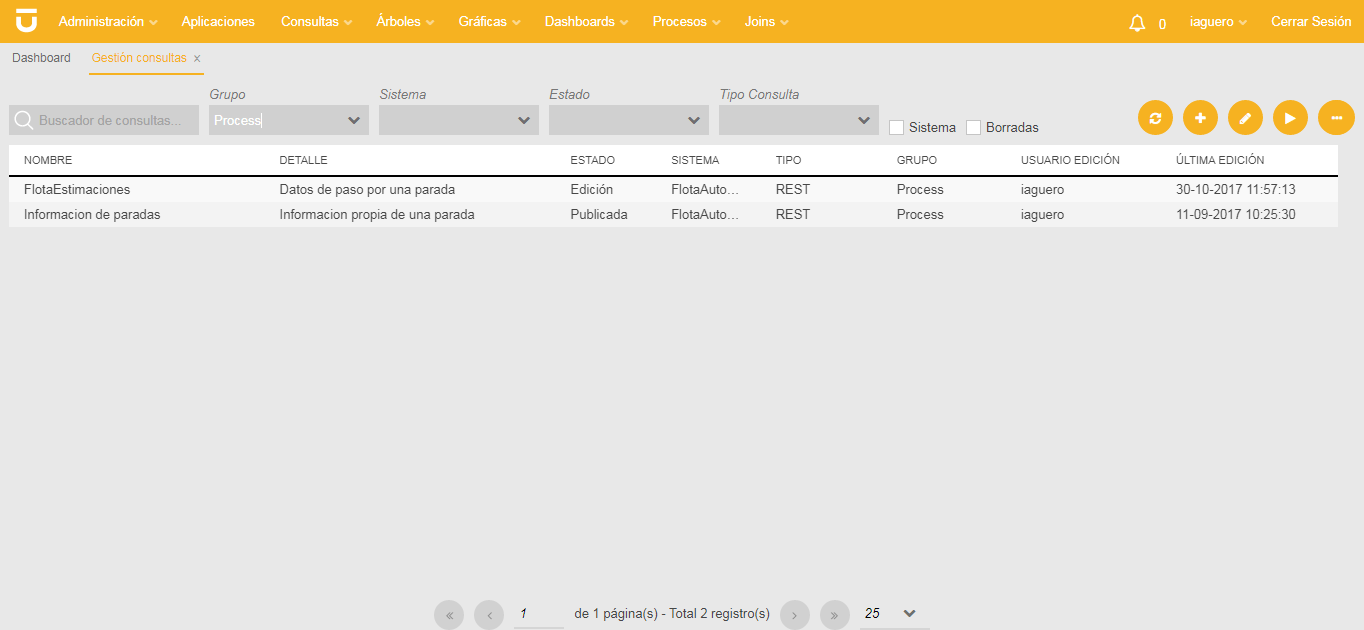 Administración Aplicaciones Consultas Árboles Gráficas Dashboards Procesos Joins 0 iaguero Cerrar Sesión
Dashboard Gestión consultas x
Grupo Sistema Estado Tipo Consulta
Buscador de consultas... Process Sistema Borradas
NOMBRE DETALLE ESTADO SISTEMA TIPO GRUPO USUARIO EDICIÓN ÚLTIMA EDICIÓN
FlotaEstimaciones Datos de paso por una parada Edición FlotaAuto... REST Process iaguero 30-10-2017 11:57:13
Informacion de paradas Informacion propia de una parada Publicada FlotaAuto... REST Process iaguero 11-09-2017 10:25:30
« ‹ 1 de 1 página(s) - Total 2 registro(s) › » 25